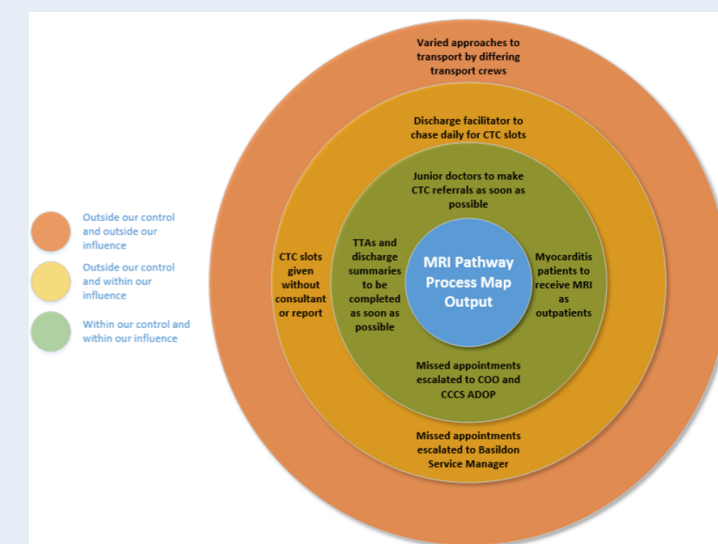 Varied approaches to
transport by differing
transport crews
Discharge facilitator to
chase daily for CTC slots
Junior doctors to make
CTC referrals as soon as
possible
Outside our control
and outside our
influence
Outside our control
and within our
influence
Within our control and
within our influence
CTC slots
given
without
consultant
or report
TTAs and
discharge
summaries
to be
completed
as soon as
possible
MRI Pathway
Process Map
Output
Myocarditis
patients to
receive MRI
as
outpatients
Missed appointments
escalated to COO and
CCCS ADOP
Missed appointments
escalated to Basildon
Service Manager